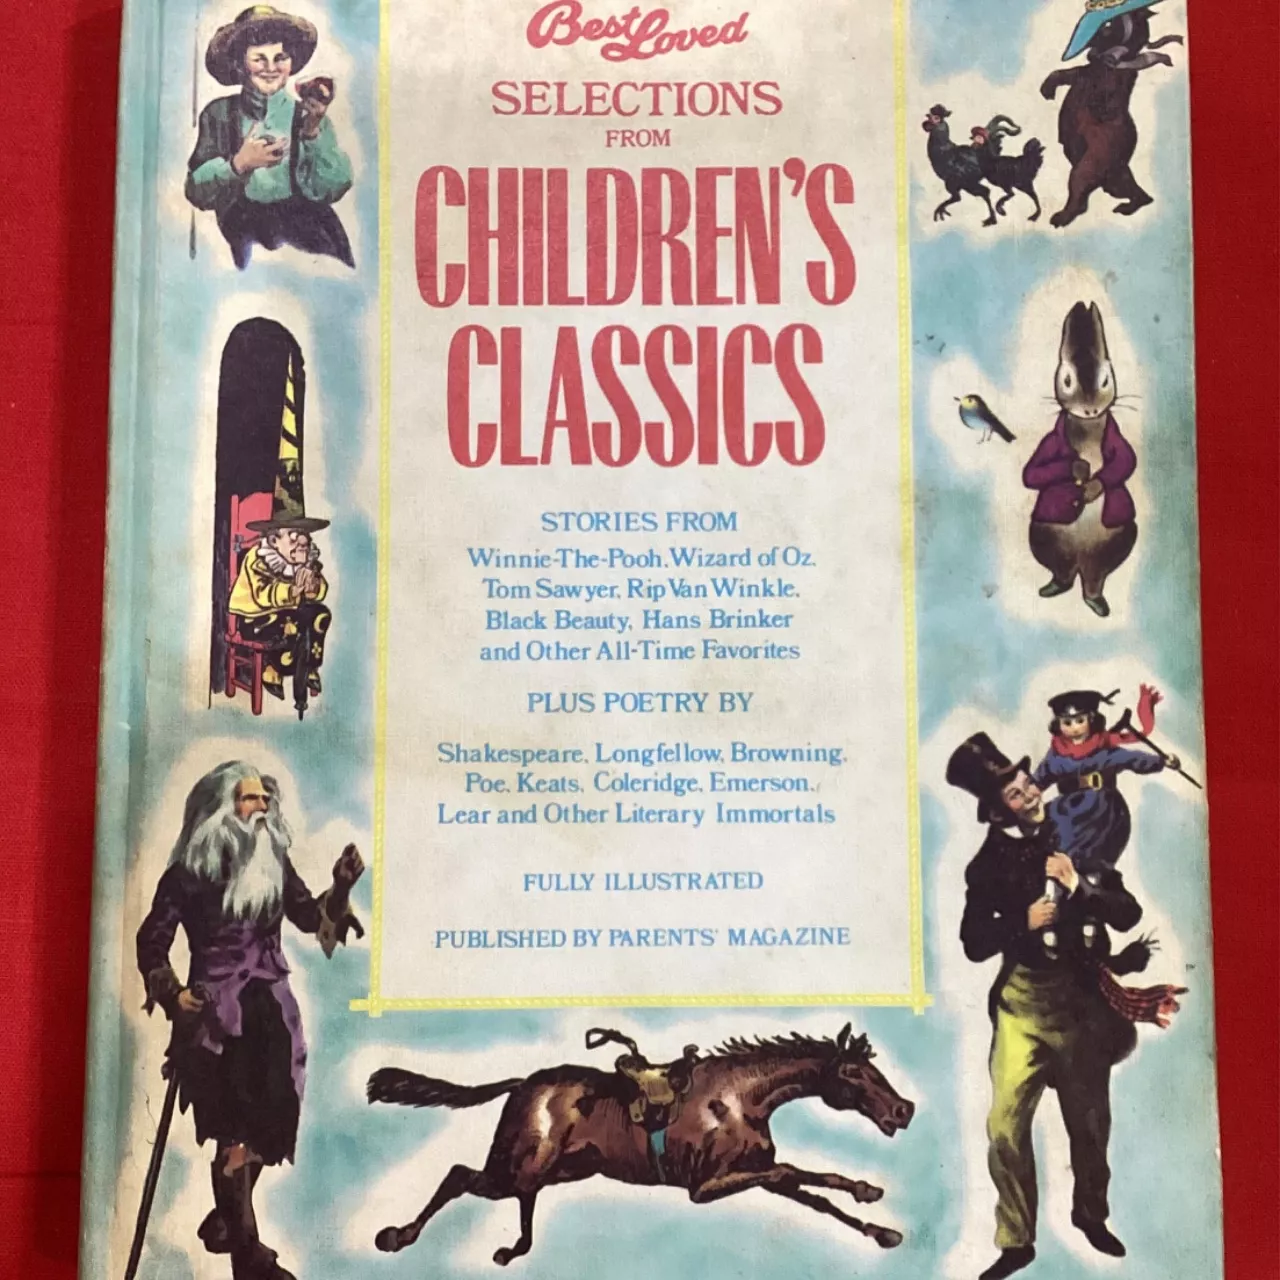 Best Loved
SELECTIONS
FROM
CHILDREN'S
CLASSICS
STORIES FROM
Winnie-The-Pooh, Wizard of Oz,
Tom Sawyer, Rip Van Winkle,
Black Beauty, Hans Brinker
and Other All-Time Favorites
PLUS POETRY BY
Shakespeare, Longfellow, Browning,
Poe, Keats, Coleridge, Emerson,
Lear and Other Literary Immortals
FULLY ILLUSTRATED
PUBLISHED BY PARENTS' MAGAZINE